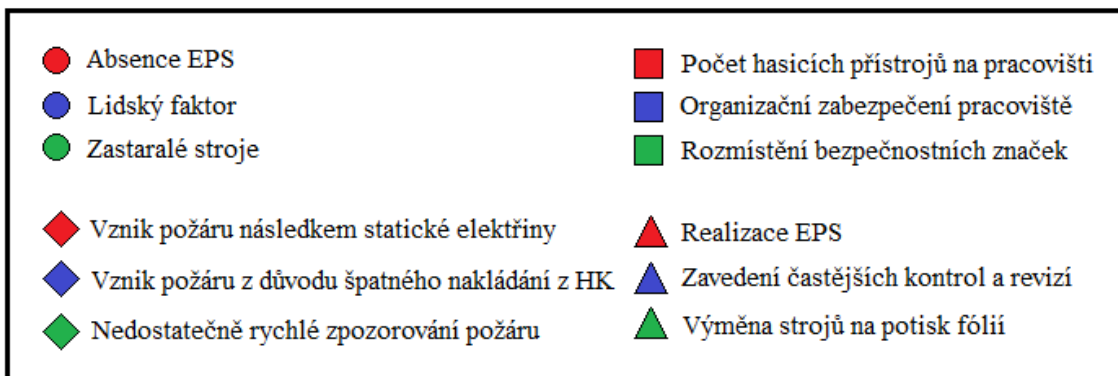 Absence EPS
Lidský faktor
Zastaralé stroje
Vznik požáru následkem statické elektřiny
Vznik požáru z důvodu špatného nakládání z HK
Nedostatečně rychlé zpozorování požáru
Počet hasicích přístrojů na pracovišti
Organizační zabezpečení pracoviště
Rozmístění bezpečnostních značek
Realizace EPS
Zavedení častějších kontrol a revizí
Výměna strojů na potisk fólií